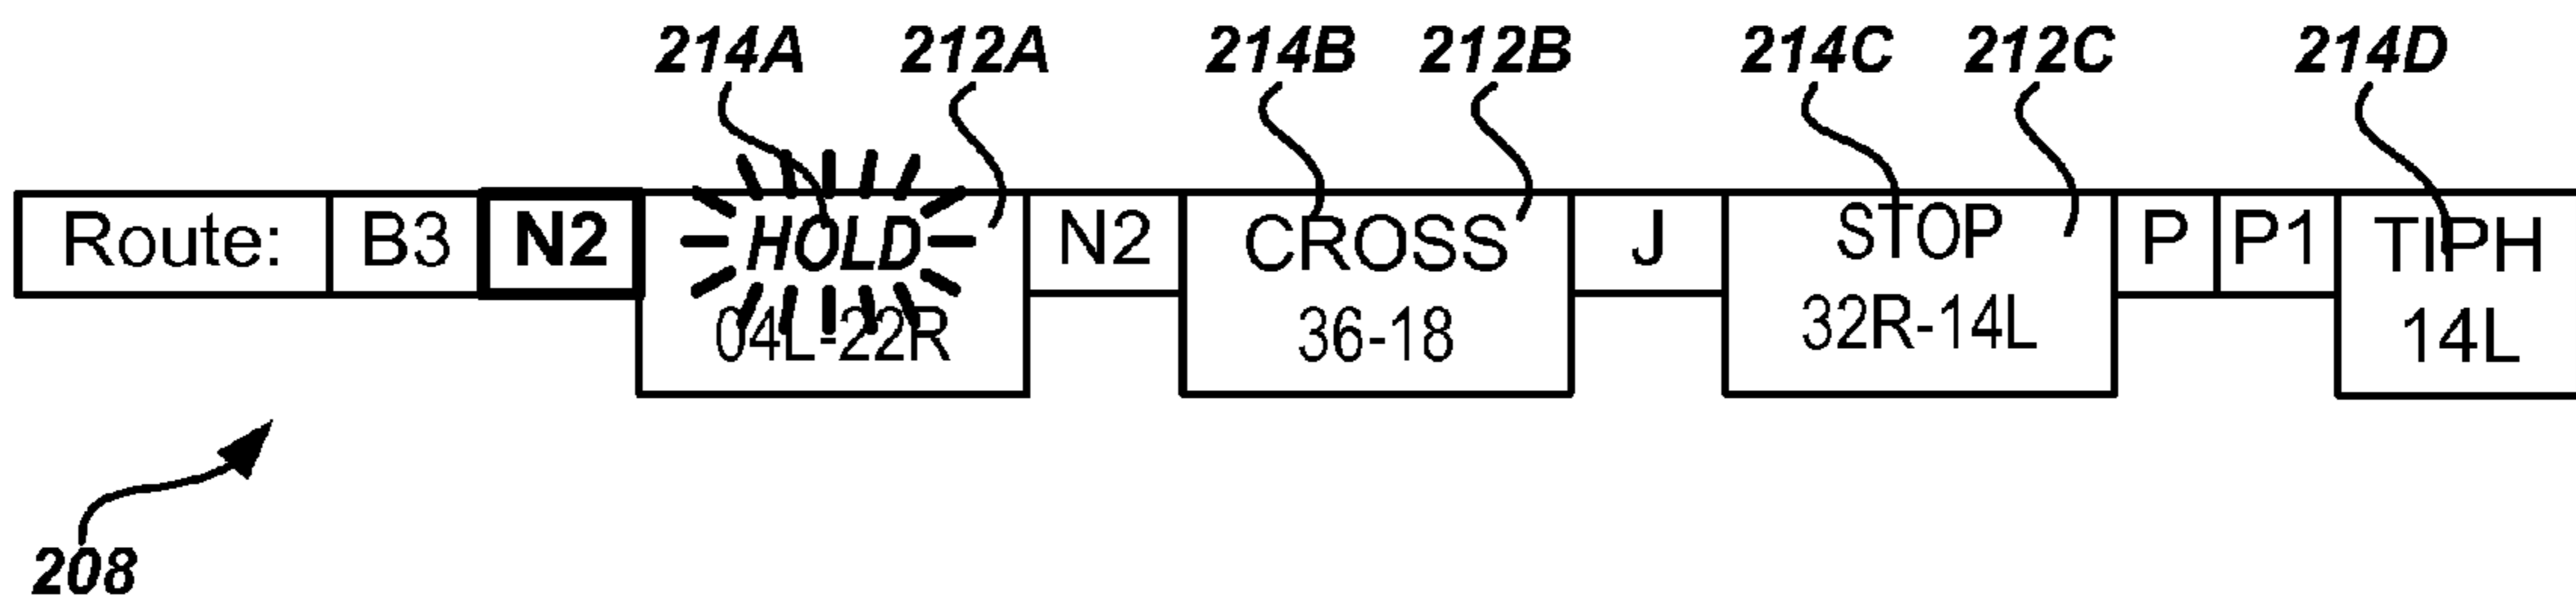 214A 212A 214B 212B 214C 212C 214D
Route: B3 N2 HOLD N2 CROSS J STOP P P1 TIPH
04L-22R 36-18 32R-14L 14L
208